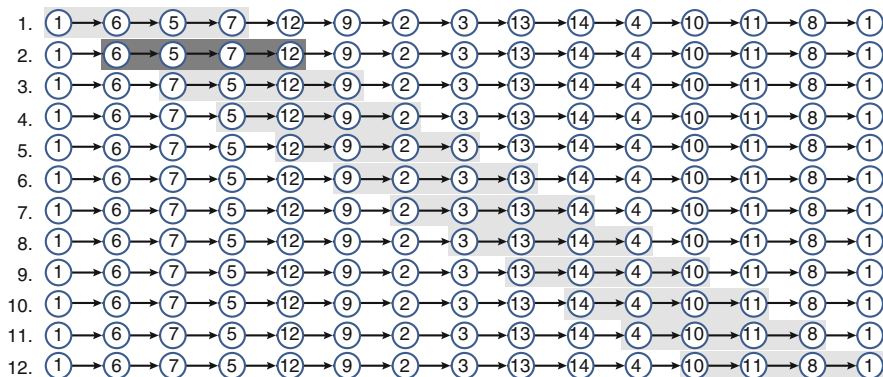 1. 1 6 5 7 12 9 2 3 13 14 4 10 11 8 1
2. 1 6 5 7 12 9 2 3 13 14 4 10 11 8 1
3. 1 6 7 5 12 9 2 3 13 14 4 10 11 8 1
4. 1 6 7 5 12 9 2 3 13 14 4 10 11 8 1
5. 1 6 7 5 12 9 2 3 13 14 4 10 11 8 1
6. 1 6 7 5 12 9 2 3 13 14 4 10 11 8 1
7. 1 6 7 5 12 9 2 3 13 14 4 10 11 8 1
8. 1 6 7 5 12 9 2 3 13 14 4 10 11 8 1
9. 1 6 7 5 12 9 2 3 13 14 4 10 11 8 1
10. 1 6 7 5 12 9 2 3 13 14 4 10 11 8 1
11. 1 6 7 5 12 9 2 3 13 14 4 10 11 8 1
12. 1 6 7 5 12 9 2 3 13 14 4 10 11 8 1